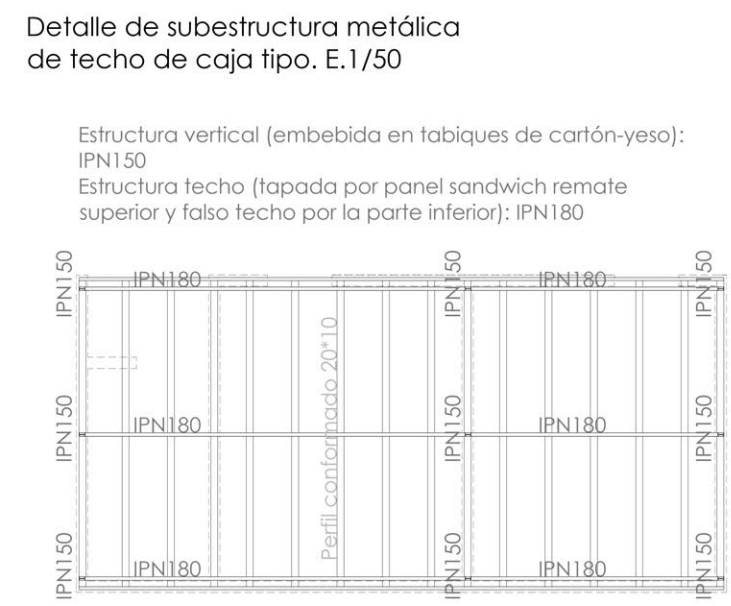 Detalle de subestructura metálica
de techo de caja tipo. E.1/50
Estructura vertical (embebida en tabiques de cartón-yeso):
IPN150
Estructura techo (tapada por panel sandwich remate
superior y falso techo por la parte inferior): IPN180
IPN150
IPN180
IPN150
IPN180
IPN150
Perfil conformado 20*10
IPN150
IPN180
IPN150
IPN180
IPN150
IPN150
IPN180
IPN150
IPN180
IPN150